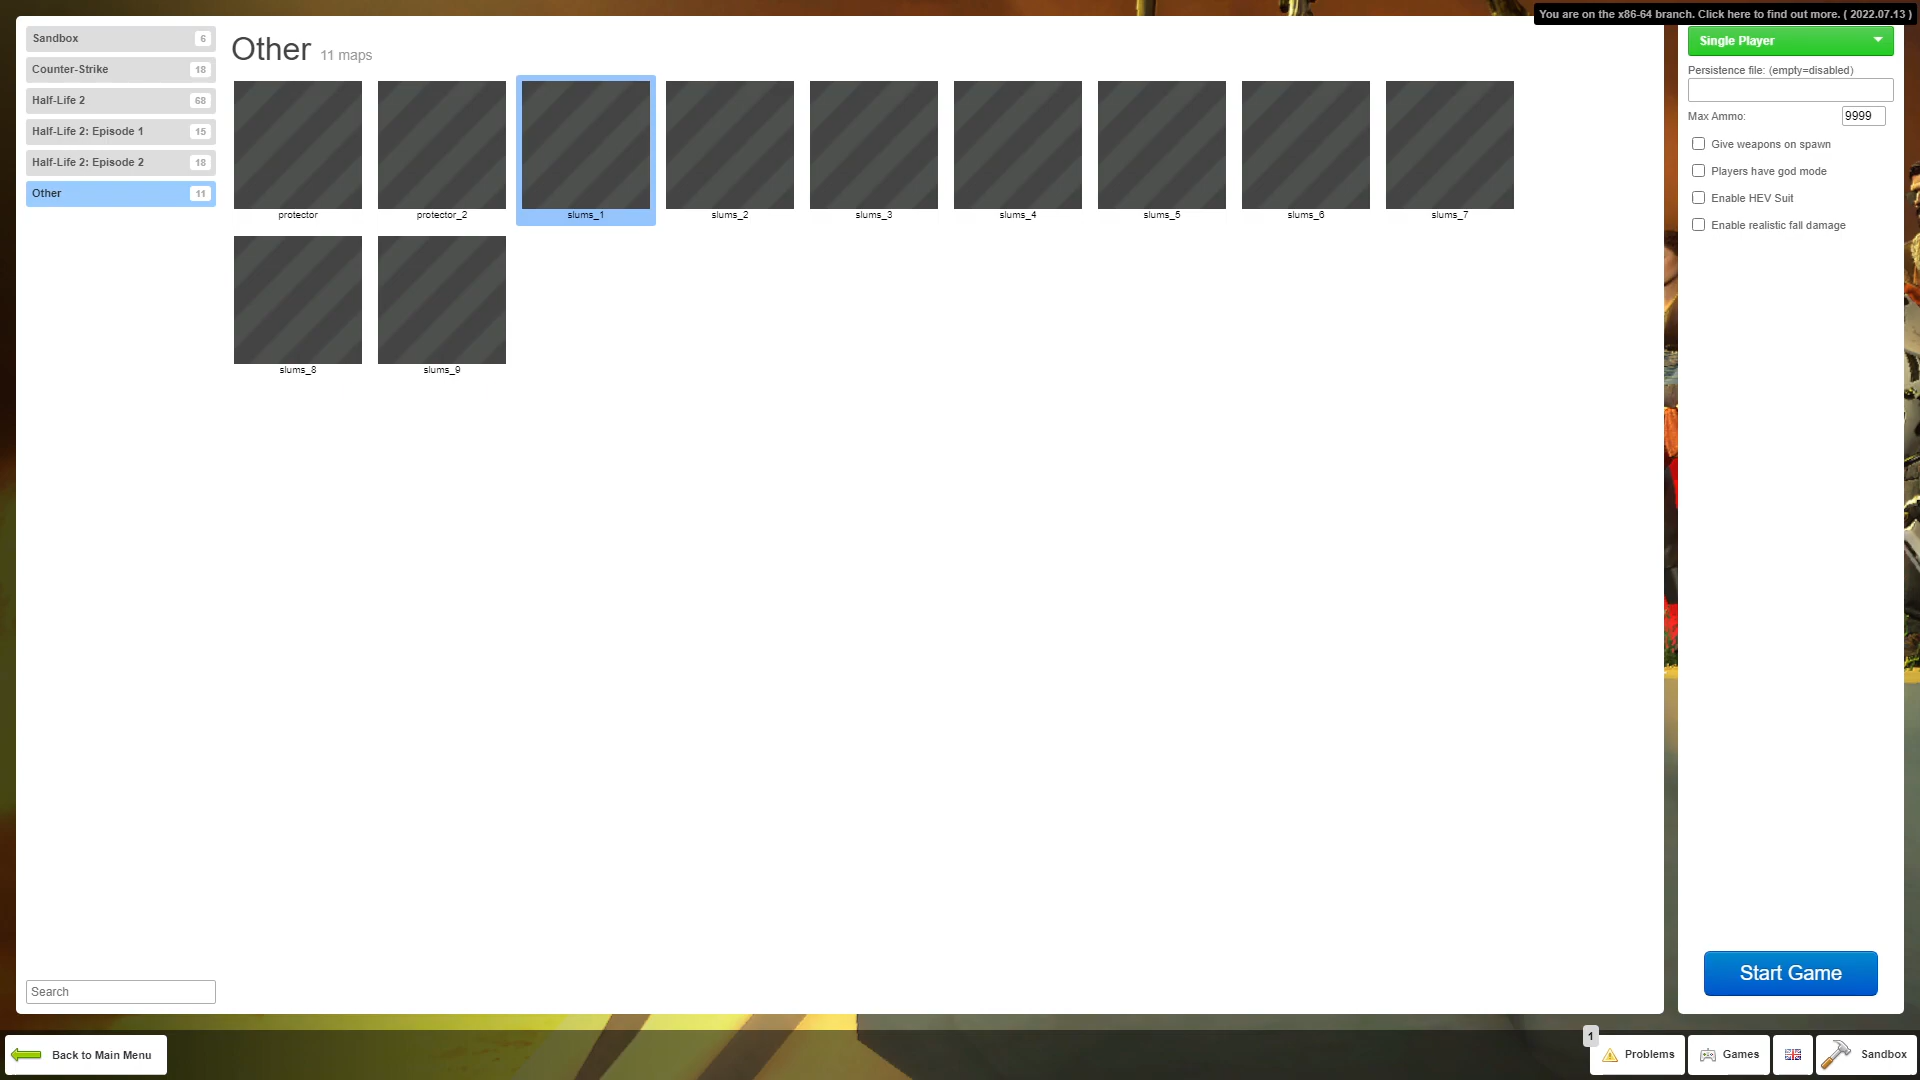 You are on the x86-64 branch. Click here to find out more. ( 2022.07.13 )
Sandbox 6
Counter-Strike 18
Half-Life 2 68
Half-Life 2: Episode 1 15
Half-Life 2: Episode 2 18
Other 11
Search
Other 11 maps
protector
protector_2
slums_1
slums_2
slums_3
slums_4
slums_5
slums_6
slums_7
slums_8
slums_9
Single Player
Persistence file: (empty=disabled)
Max Ammo: 9999
Give weapons on spawn
Players have god mode
Enable HEV Suit
Enable realistic fall damage
Start Game
Back to Main Menu
1
Problems
Games
Sandbox